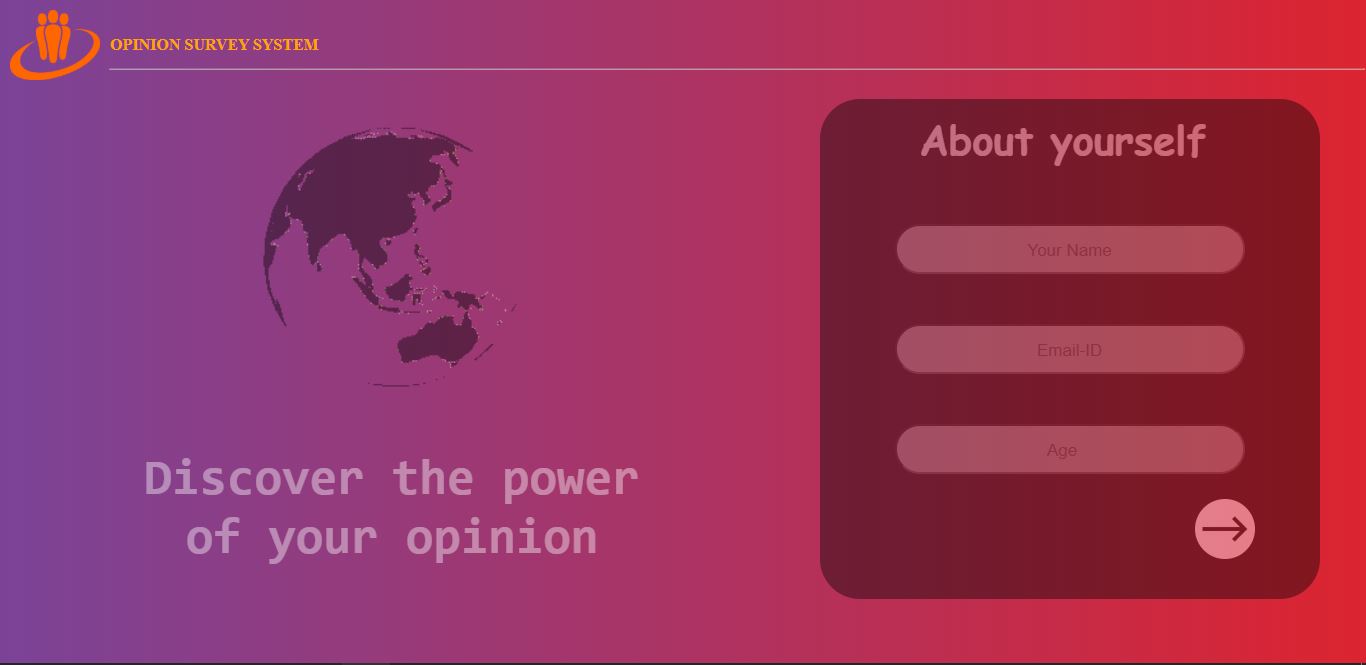 OPINION SURVEY SYSTEM
Discover the power
of your opinion
About yourself
Your Name
Email-ID
Age